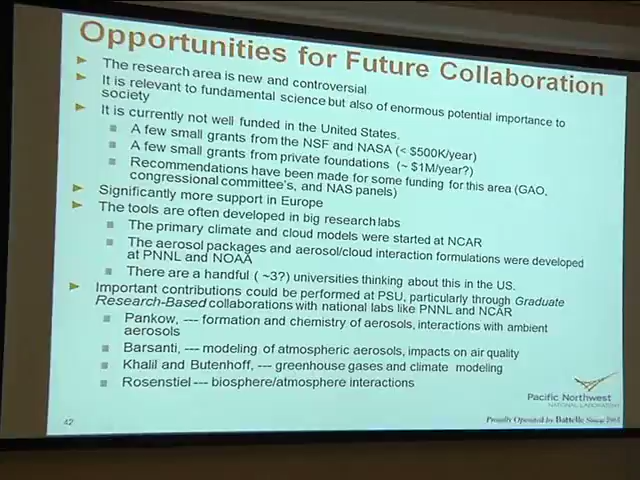 Opportunities for Future Collaboration
The research area is new and controversial
It is relevant to fundamental science but also of enormous potential importance to
society
It is currently not well funded in the United States.
A few small grants from the NSF and NASA (< $500K/year)
A few small grants from private foundations (~ $1M/year?)
Recommendations have been made for some funding for this area (GAO,
congressional committee's, and NAS panels)
Significantly more support in Europe
The tools are often developed in big research labs
The primary climate and cloud models were started at NCAR
The aerosol packages and aerosol/cloud interaction formulations were developed
at PNNL and NOAA
There are a handful ( ~3?) universities thinking about this in the US.
Important contributions could be performed at PSU, particularly through Graduate
Research-Based collaborations with national labs like PNNL and NCAR
Pankow, --- formation and chemistry of aerosols, interactions with ambient
aerosols
Barsanti, --- modeling of atmospheric aerosols, impacts on air quality
Khalil and Butenhoff, --- greenhouse gases and climate modeling
Rosenstiel --- biosphere/atmosphere interactions
Pacific Northwest
NATIONAL LABORATORY
42
Proudly Operated by Battelle Since 1965